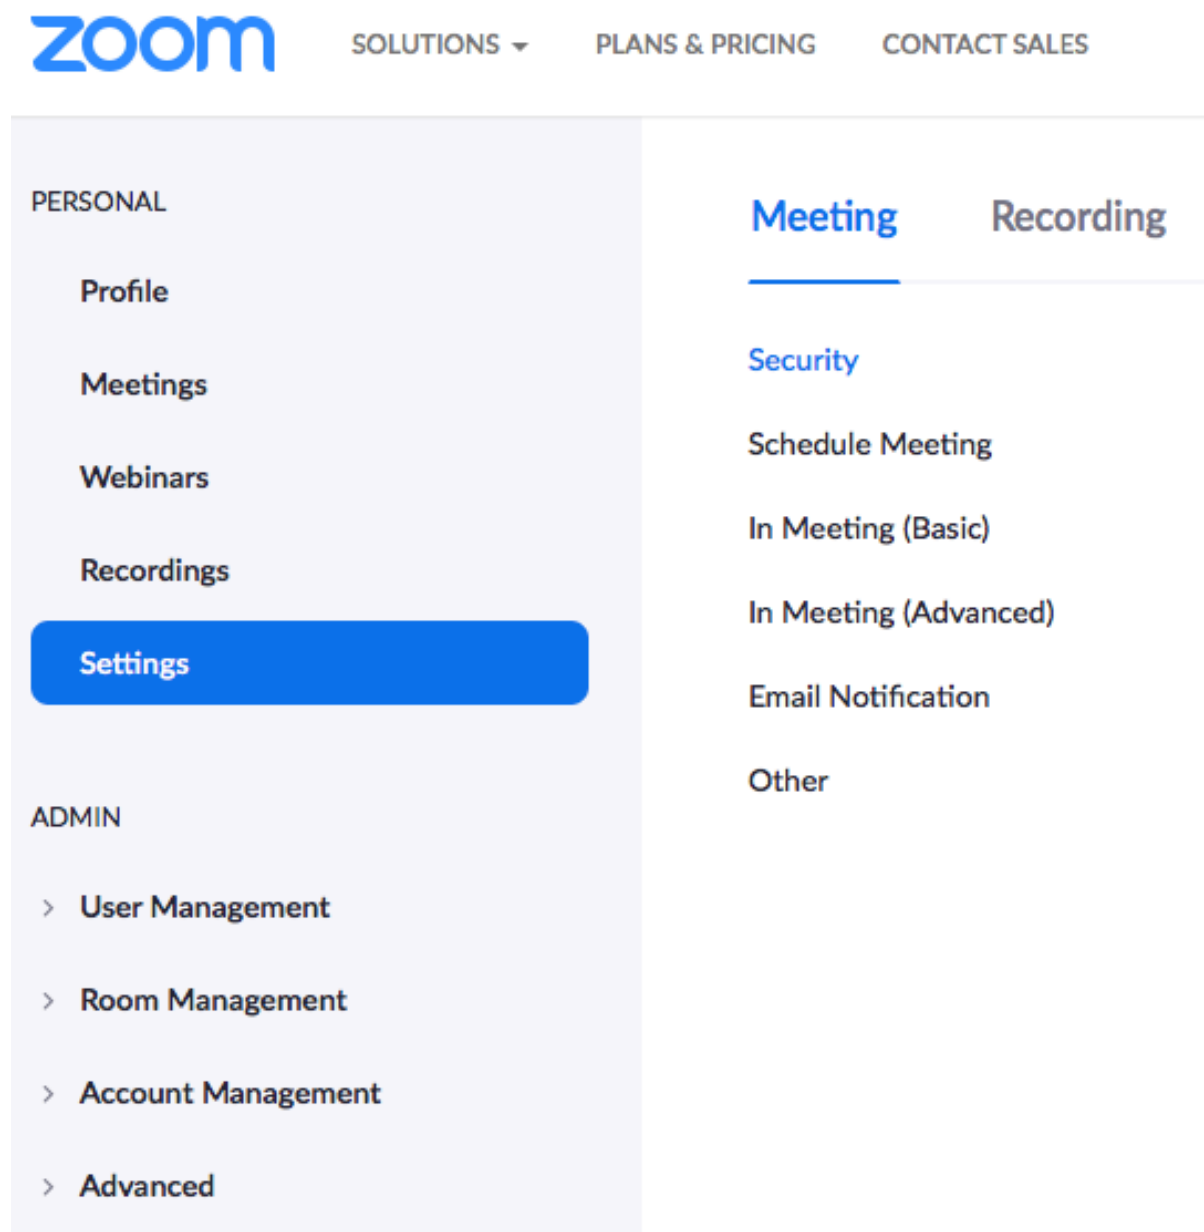 zoom SOLUTIONS PLANS & PRICING CONTACT SALES
PERSONAL
Profile
Meetings
Webinars
Recordings
Settings
ADMIN
User Management
Room Management
Account Management
Advanced
Meeting Recording
Security
Schedule Meeting
In Meeting (Basic)
In Meeting (Advanced)
Email Notification
Other